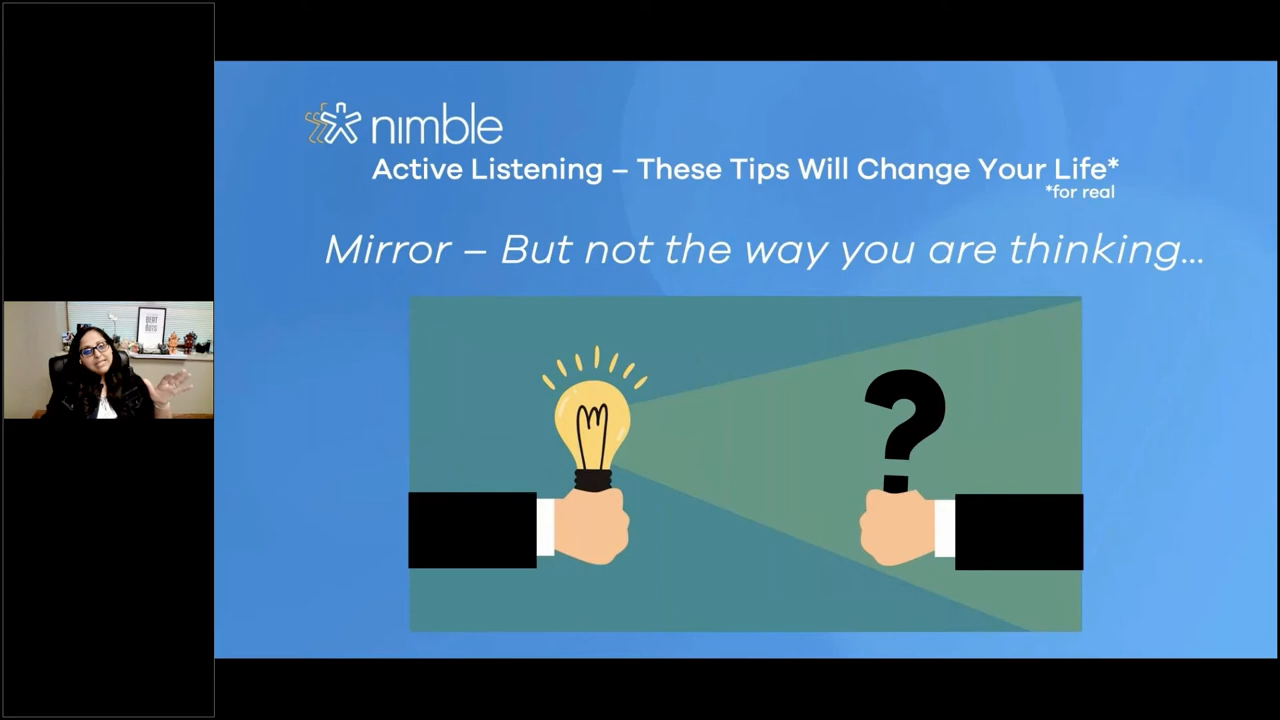 nimble
Active Listening – These Tips Will Change Your Life*
*for real
Mirror – But not the way you are thinking...